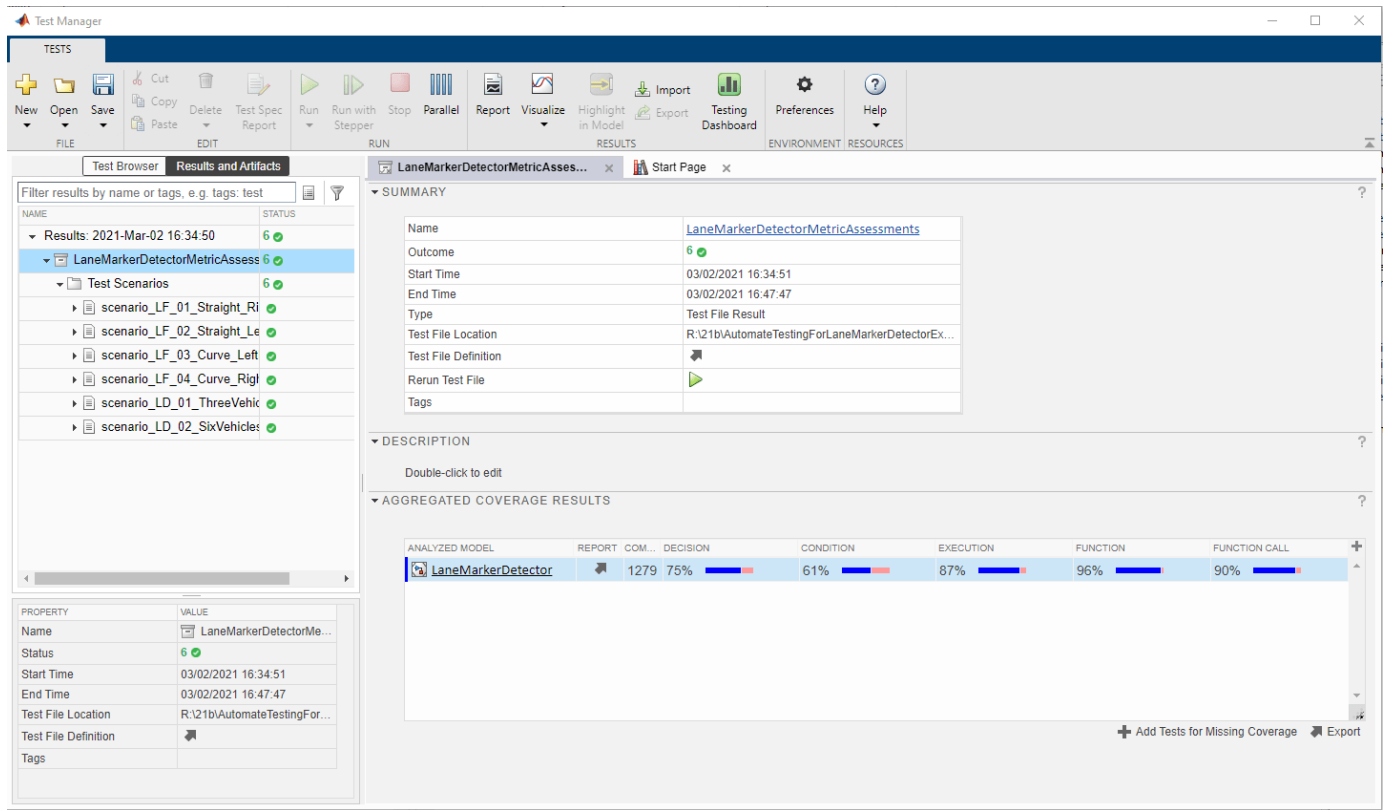 Test Manager
TESTS
New
Open
Save
FILE
Cut
Copy
Paste
Delete
Test Spec
Report
EDIT
Run
Run with
Stepper
Stop
Parallel
RUN
Report
Visualize
Highlight
in Model
Import
Export
Testing
Dashboard
RESULTS
Preferences
ENVIRONMENT
Help
RESOURCES
Test Browser
Results and Artifacts
Filter results by name or tags, e.g. tags: test
NAME STATUS
Results: 2021-Mar-02 16:34:50 6
LaneMarkerDetectorMetricAssess 6
Test Scenarios 6
scenario_LF_01_Straight_Ri
scenario_LF_02_Straight_Le
scenario_LF_03_Curve_Left
scenario_LF_04_Curve_Righ
scenario_LD_01_ThreeVehic
scenario_LD_02_SixVehicles
PROPERTY VALUE
Name LaneMarkerDetectorMe...
Status 6
Start Time 03/02/2021 16:34:51
End Time 03/02/2021 16:47:47
Test File Location R:\21b\AutomateTestingFor...
Test File Definition
Tags
LaneMarkerDetectorMetricAsses... x
Start Page x
SUMMARY ?
Name LaneMarkerDetectorMetricAssessments
Outcome 6
Start Time 03/02/2021 16:34:51
End Time 03/02/2021 16:47:47
Type Test File Result
Test File Location R:\21b\AutomateTestingForLaneMarkerDetectorEx...
Test File Definition
Rerun Test File
Tags
DESCRIPTION ?
Double-click to edit
AGGREGATED COVERAGE RESULTS ?
ANALYZED MODEL REPORT COM... DECISION CONDITION EXECUTION FUNCTION FUNCTION CALL
LaneMarkerDetector 1279 75% 61% 87% 96% 90%
Add Tests for Missing Coverage Export